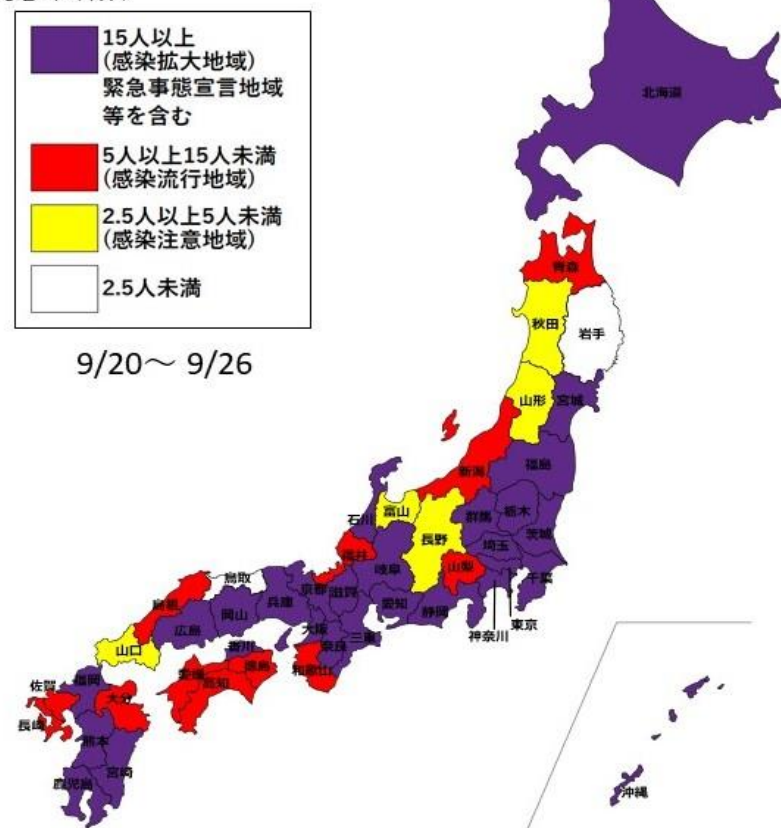 15人以上
(感染拡大地域)
緊急事態宣言地域
等を含む
5人以上15人未満
(感染流行地域)
2.5人以上5人未満
(感染注意地域)
2.5人未満
9/20～ 9/26
北海道
青森
秋田
岩手
山形
宮城
新潟
福島
石川
富山
群馬
栃木
茨城
長野
埼玉
福井
岐阜
山梨
千葉
鳥取
京都
滋賀
愛知
静岡
神奈川
東京
島根
岡山
兵庫
広島
大阪
奈良
三重
山口
香川
徳島
和歌山
愛媛
高知
福岡
佐賀
大分
長崎
熊本
宮崎
鹿児島
沖縄